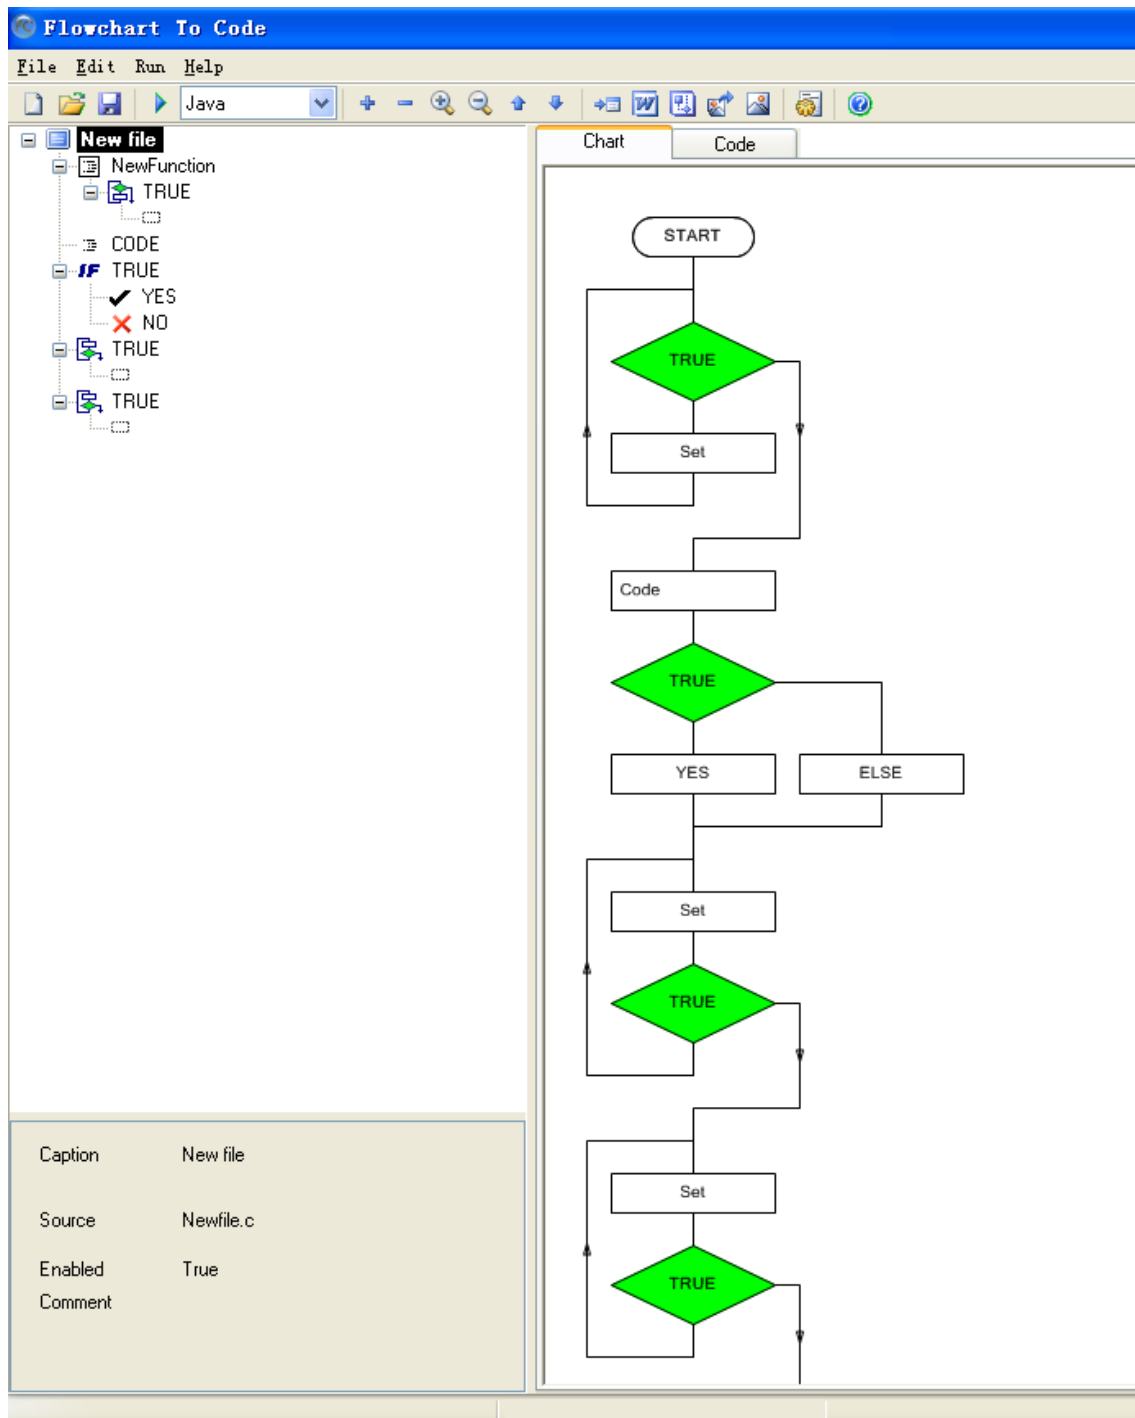 Flowchart To Code
File Edit Run Help
Java
New file
NewFunction
TRUE
CODE
IF TRUE
YES
NO
TRUE
TRUE
Caption New file
Source Newfile.c
Enabled True
Comment
Chart Code
START
TRUE
Set
Code
TRUE
YES ELSE
Set
TRUE
Set
TRUE